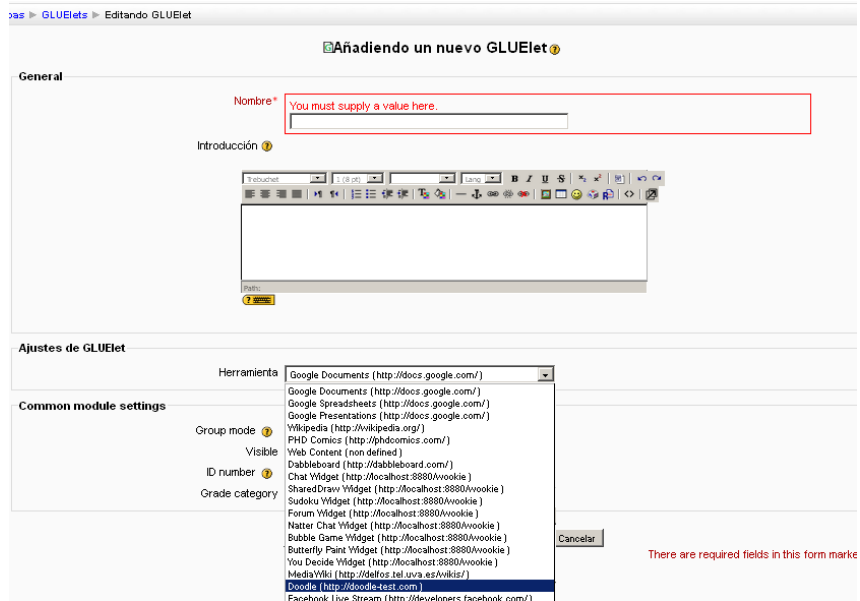 pas ► GLUElets ► Editando GLUElet
Añadiendo un nuevo GLUElet
General
Nombre*
You must supply a value here.
Introducción
Trebuchet 1 (8 pt) Lang B I U S
Path:
Ajustes de GLUElet
Herramienta Google Documents (http://docs.google.com/)
Google Documents (http://docs.google.com/)
Google Spreadsheets (http://docs.google.com/)
Google Presentations (http://docs.google.com/)
Wikipedia (http://wikipedia.org/)
PHD Comics (http://phdcomics.com/)
Web Content (non defined )
Dabbleboard (http://dabbleboard.com/)
Chat Widget (http://localhost:8880/wookie )
SharedDraw Widget (http://localhost:8880/wookie )
Sudoku Widget (http://localhost:8880/wookie )
Forum Widget (http://localhost:8880/wookie )
Natter Chat Widget (http://localhost:8880/wookie )
Bubble Game Widget (http://localhost:8880/wookie )
Butterfly Paint Widget (http://localhost:8880/wookie )
You Decide Widget (http://localhost:8880/wookie )
MediaWiki (http://delfos.tel.uva.es/wikis/)
Doodle (http://doodle-test.com )
Facebook Live Stream (http://developers.facebook.com/)
Common module settings
Group mode
Visible
ID number
Grade category
Cancelar
There are required fields in this form marke